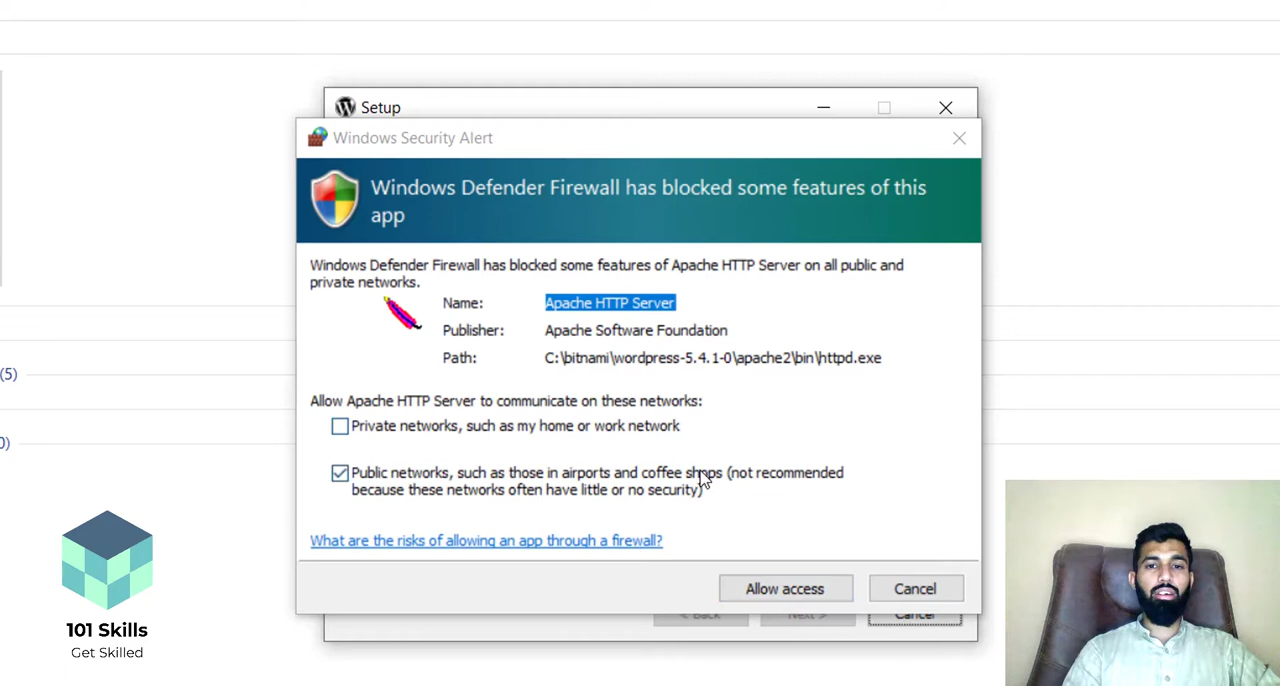 Setup
Windows Security Alert
Windows Defender Firewall has blocked some features of this
app
Windows Defender Firewall has blocked some features of Apache HTTP Server on all public and
private networks.
Name: Apache HTTP Server
Publisher: Apache Software Foundation
Path: C:\bitnami\wordpress-5.4.1-0\apache2\bin\httpd.exe
(5)
Allow Apache HTTP Server to communicate on these networks:
Private networks, such as my home or work network
0)
Public networks, such as those in airports and coffee shops (not recommended
because these networks often have little or no security)
What are the risks of allowing an app through a firewall?
Allow access Cancel
< Back Next > Cancel
101 Skills
Get Skilled